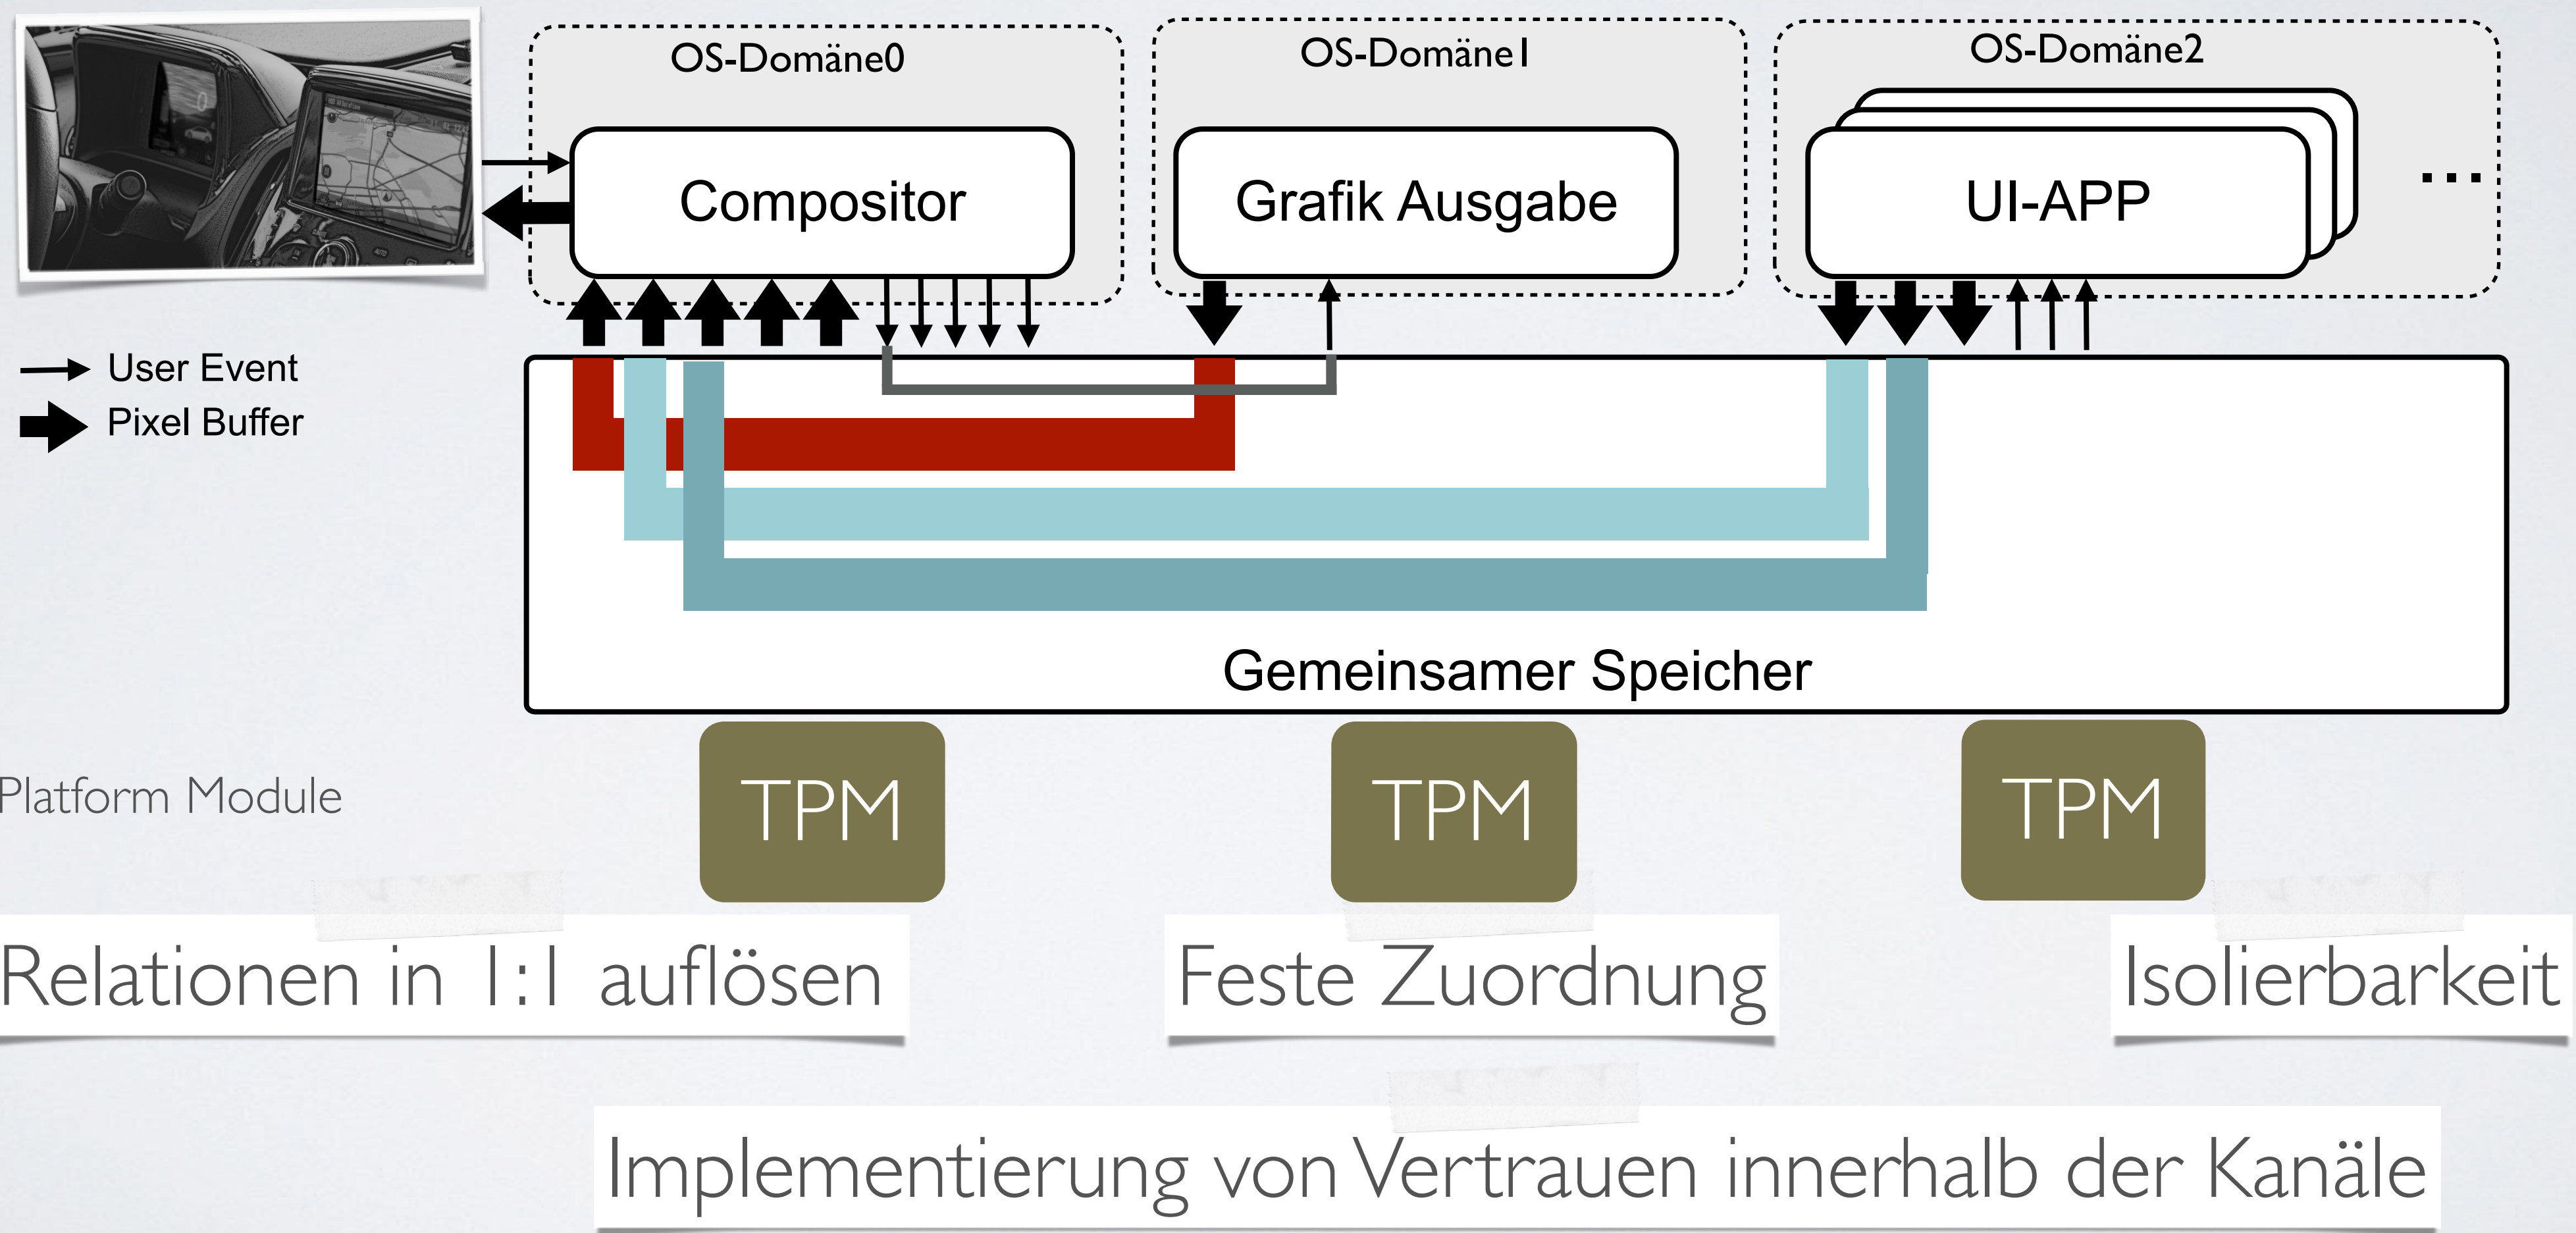 OS-Domäne0
OS-Domäne1
OS-Domäne2
Compositor
Grafik Ausgabe
UI-APP
...
User Event
Pixel Buffer
Gemeinsamer Speicher
Platform Module
TPM
TPM
TPM
Relationen in 1:1 auflösen
Feste Zuordnung
Isolierbarkeit
Implementierung von Vertrauen innerhalb der Kanäle